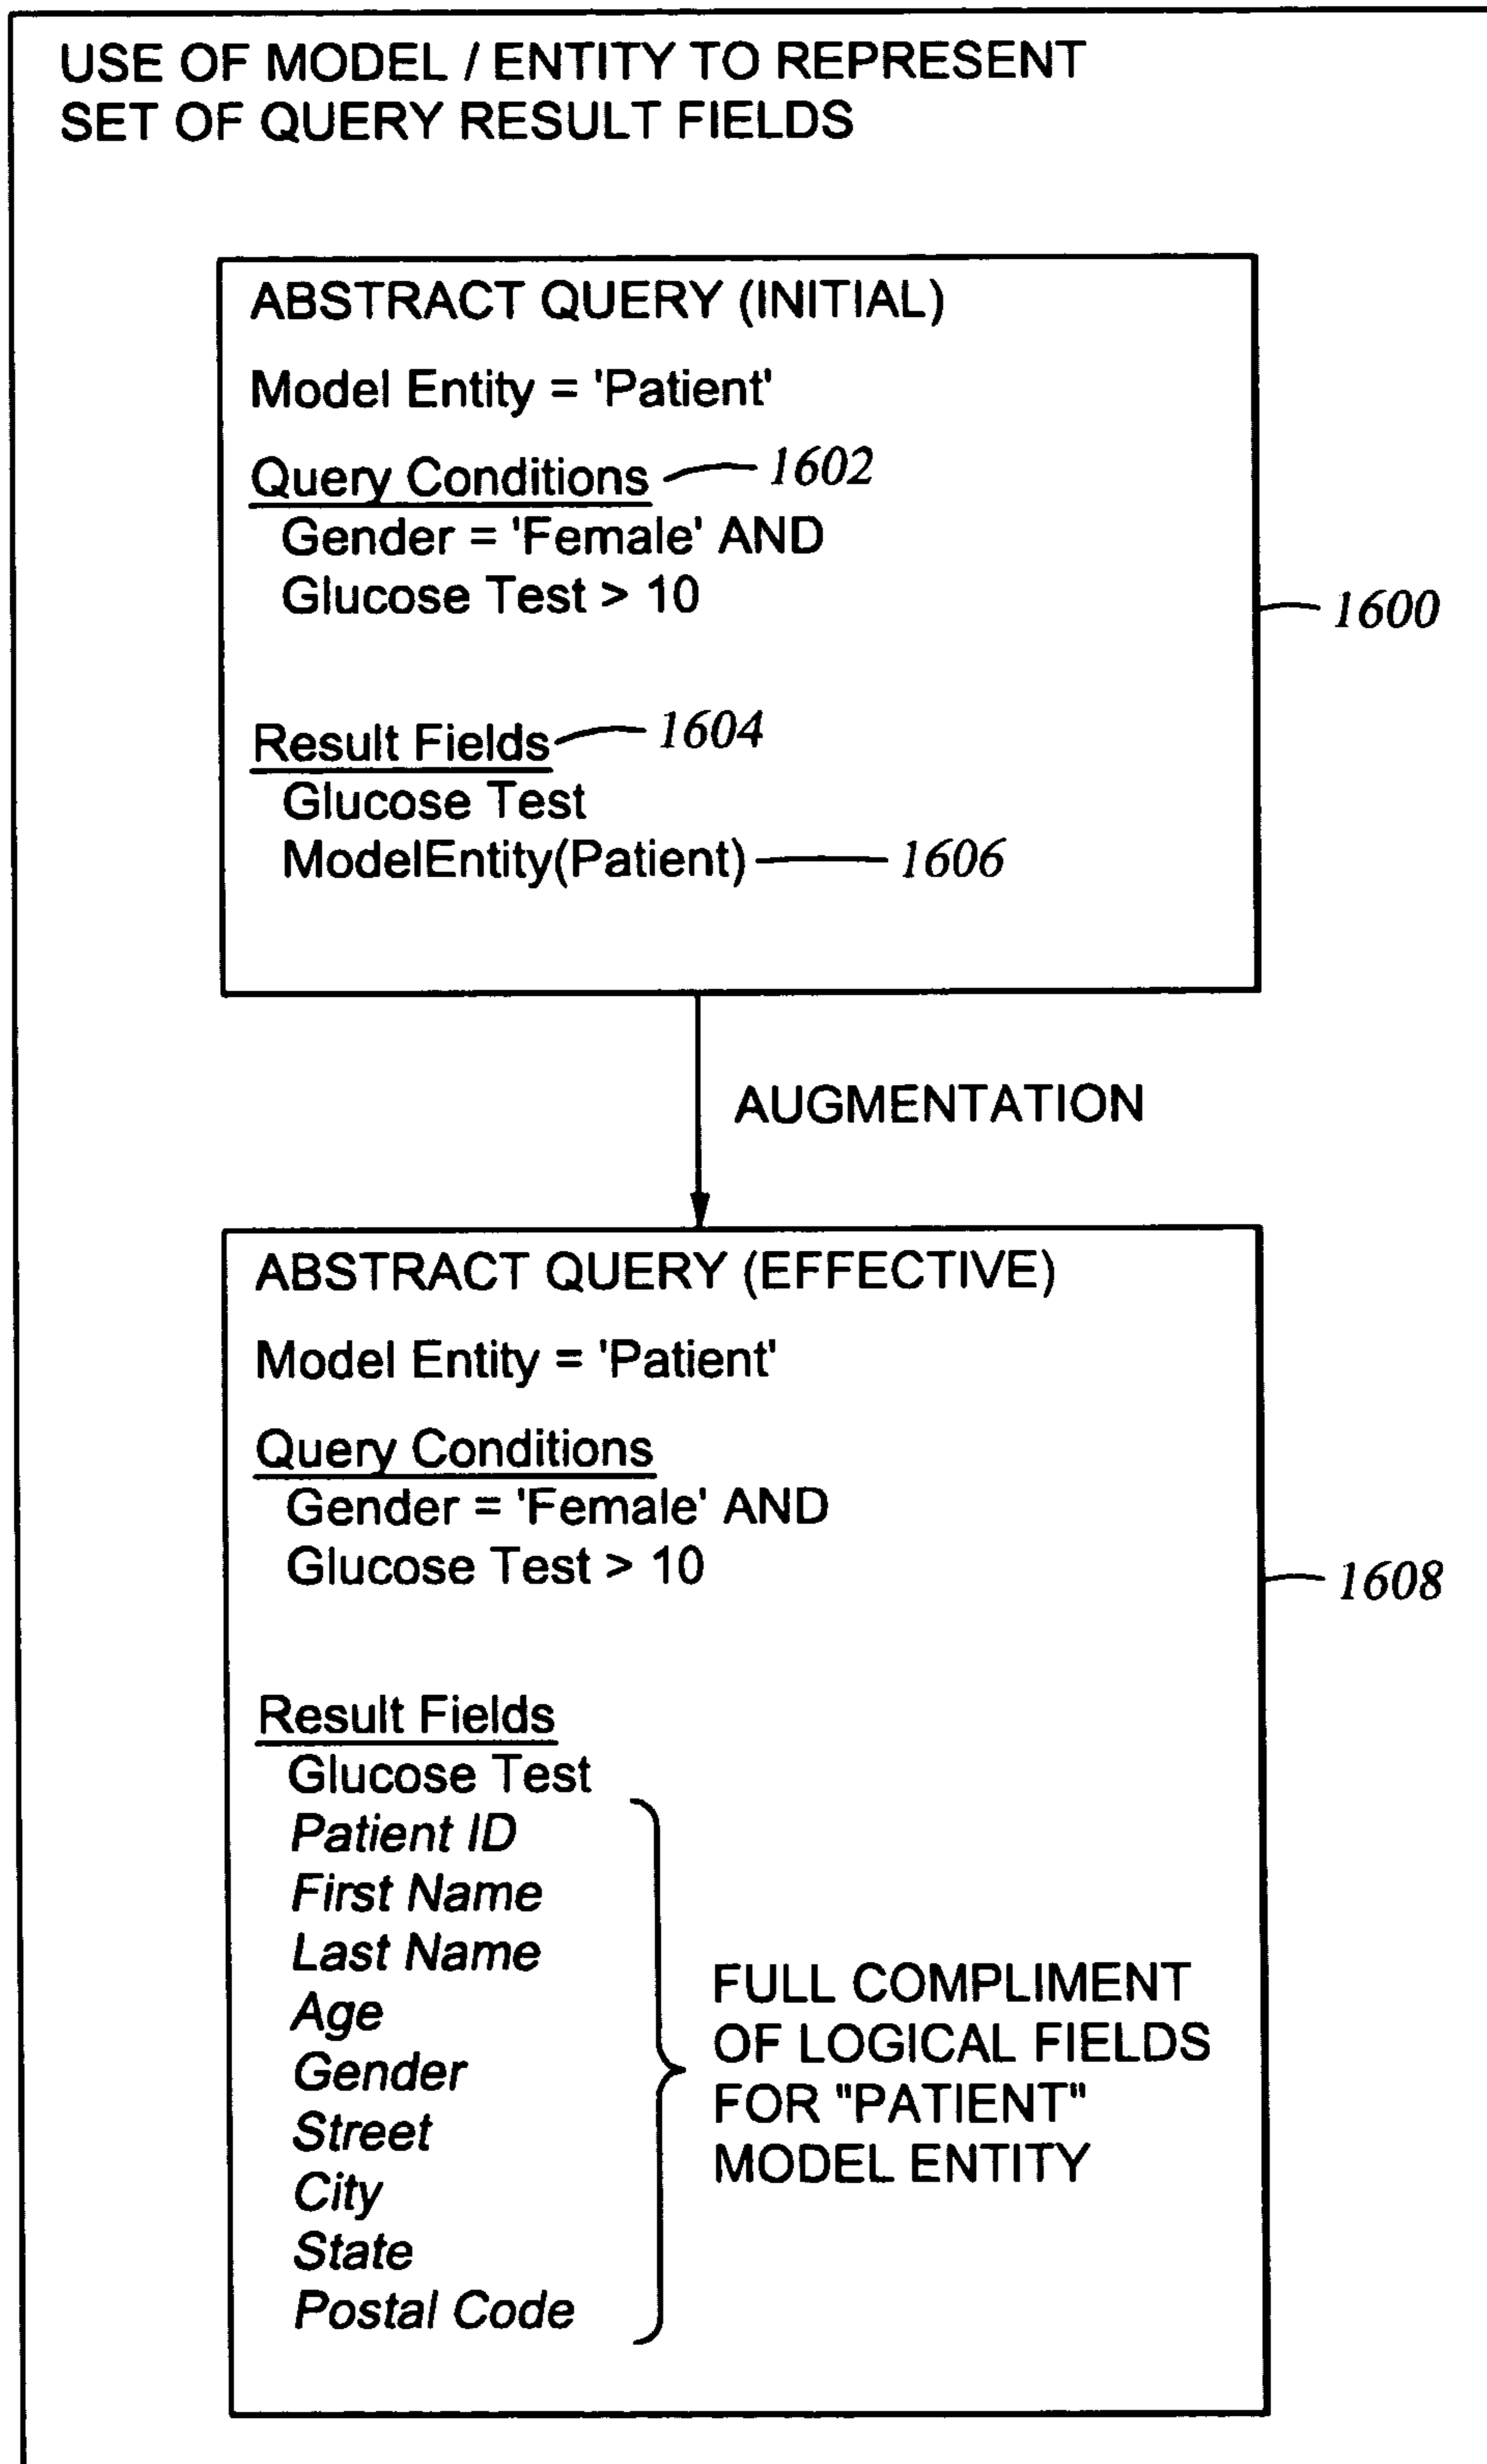 USE OF MODEL / ENTITY TO REPRESENT
SET OF QUERY RESULT FIELDS
ABSTRACT QUERY (INITIAL)
Model Entity = 'Patient'
Query Conditions 1602
Gender = 'Female' AND
Glucose Test > 10
1600
Result Fields 1604
Glucose Test
ModelEntity(Patient) 1606
AUGMENTATION
ABSTRACT QUERY (EFFECTIVE)
Model Entity = 'Patient'
Query Conditions
Gender = 'Female' AND
Glucose Test > 10
1608
Result Fields
Glucose Test
Patient ID
First Name
Last Name
Age
Gender
Street
City
State
Postal Code
FULL COMPLIMENT
OF LOGICAL FIELDS
FOR "PATIENT"
MODEL ENTITY